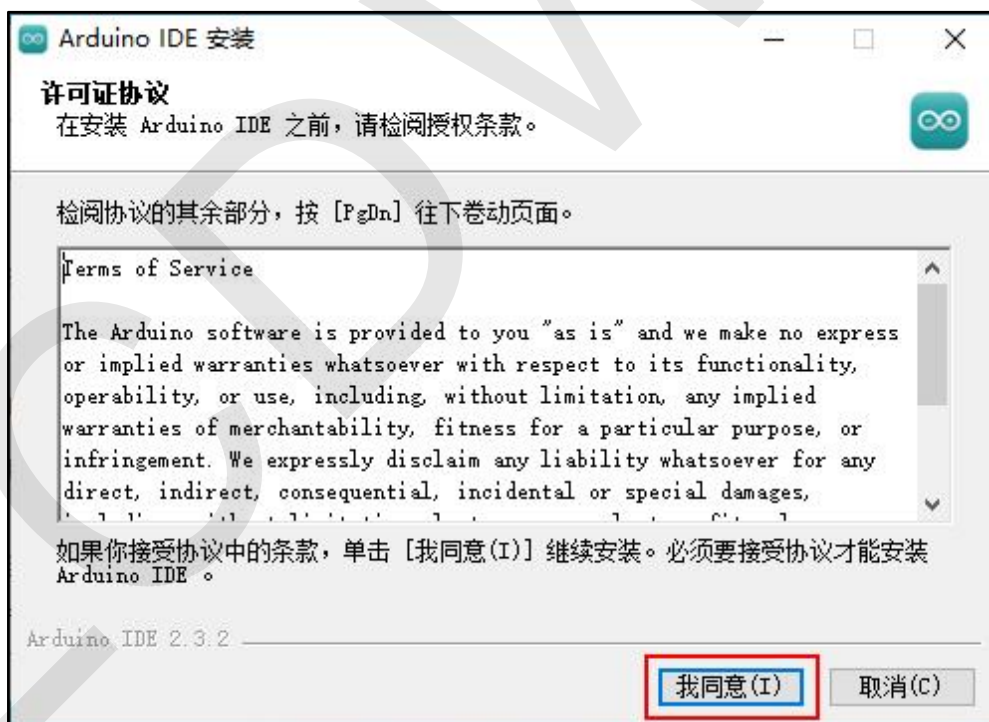 Arduino IDE 安装
许可证协议
在安装 Arduino IDE 之前，请检阅授权条款。
检阅协议的其余部分，按 [PgDn] 往下卷动页面。
Terms of Service
The Arduino software is provided to you "as is" and we make no express
or implied warranties whatsoever with respect to its functionality,
operability, or use, including, without limitation, any implied
warranties of merchantability, fitness for a particular purpose, or
infringement. We expressly disclaim any liability whatsoever for any
direct, indirect, consequential, incidental or special damages,
如果你接受协议中的条款，单击 [我同意(I)] 继续安装。必须要接受协议才能安装
Arduino IDE 。
Arduino IDE 2.3.2
我同意(I) 取消(C)